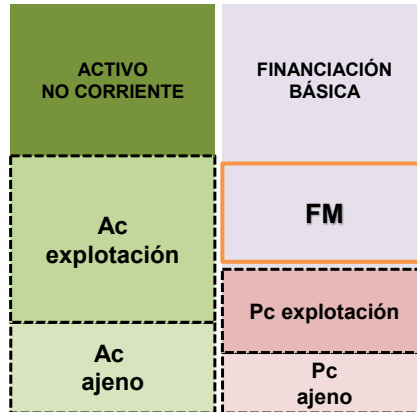 ACTIVO
NO CORRIENTE
FINANCIACIÓN
BÁSICA
Ac
explotación
FM
Pc explotación
Ac
ajeno
Pc
ajeno